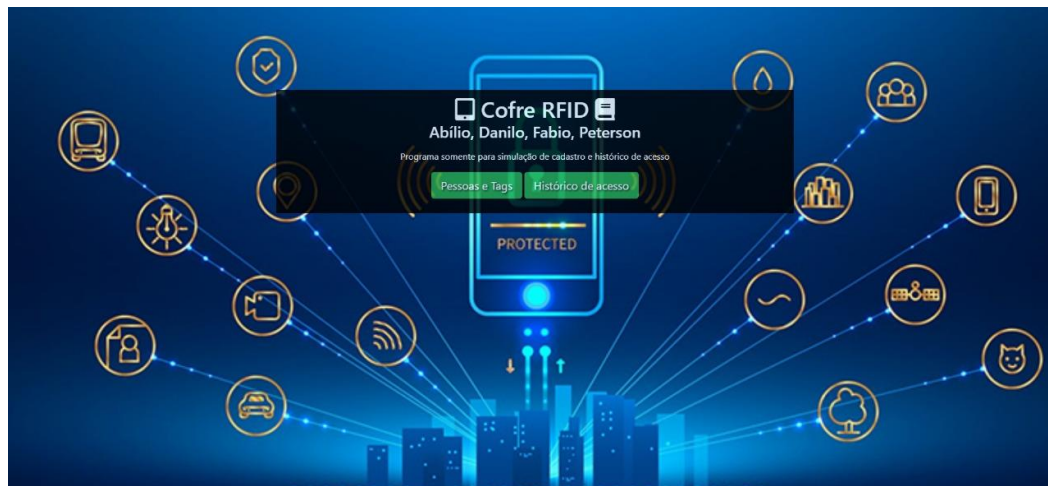 Cofre RFID
Abílio, Danilo, Fabio, Peterson
Programa somente para simulação de cadastro e histórico de acesso
Pessoas e Tags Histórico de acesso
PROTECTED